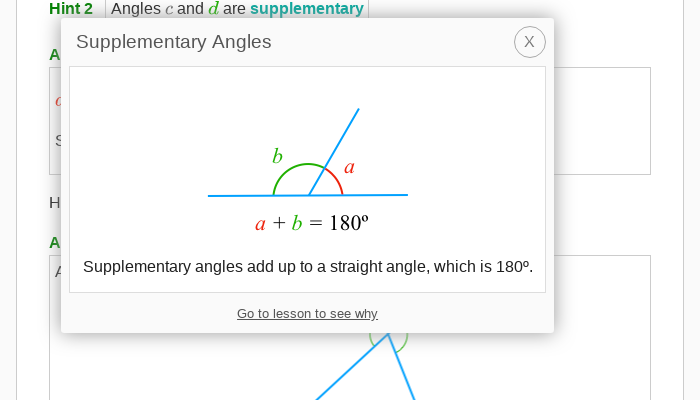 Hint 2 Angles c and d are supplementary
A
Supplementary Angles X
a
S
b
a
a + b = 180º
H
A
Supplementary angles add up to a straight angle, which is 180º.
A
Go to lesson to see why